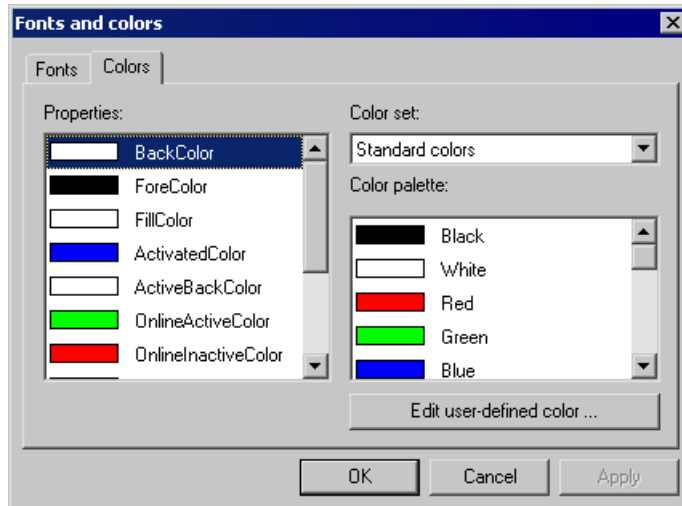 Fonts and colors
Fonts
Colors
Properties:
BackColor
ForeColor
FillColor
ActivatedColor
ActiveBackColor
OnlineActiveColor
OnlineInactiveColor
Color set:
Standard colors
Color palette:
Black
White
Red
Green
Blue
Edit user-defined color ...
OK
Cancel
Apply